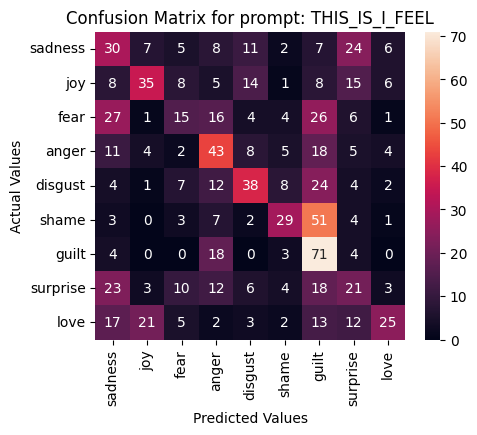 Confusion Matrix for prompt: THIS_IS_I_FEEL
Actual Values
sadness 30 7 5 8 11 2 7 24 6
joy 8 35 8 5 14 1 8 15 6
fear 27 1 15 16 4 4 26 6 1
anger 11 4 2 43 8 5 18 5 4
disgust 4 1 7 12 38 8 24 4 2
shame 3 0 3 7 2 29 51 4 1
guilt 4 0 0 18 0 3 71 4 0
surprise 23 3 10 12 6 4 18 21 3
love 17 21 5 2 3 2 13 12 25
sadness joy fear anger disgust shame guilt surprise love
Predicted Values
70
60
50
40
30
20
10
0